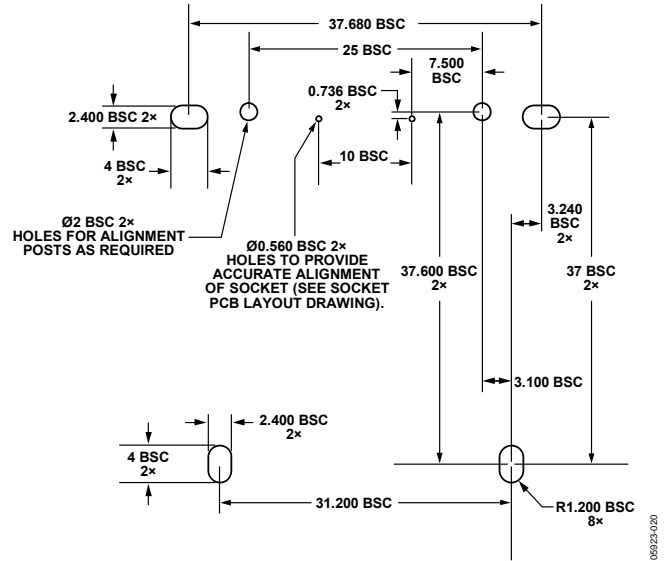 37.680 BSC
25 BSC
7.500
BSC
0.736 BSC
2×
2.400 BSC 2×
4 BSC
2×
10 BSC
Ø2 BSC 2×
HOLES FOR ALIGNMENT
POSTS AS REQUIRED
Ø0.560 BSC 2×
HOLES TO PROVIDE
ACCURATE ALIGNMENT
OF SOCKET (SEE SOCKET
PCB LAYOUT DRAWING).
3.240
BSC
2×
37.600 BSC
2×
37 BSC
2×
3.100 BSC
2.400 BSC
2×
4 BSC
2×
31.200 BSC
R1.200 BSC
8×
05923-020